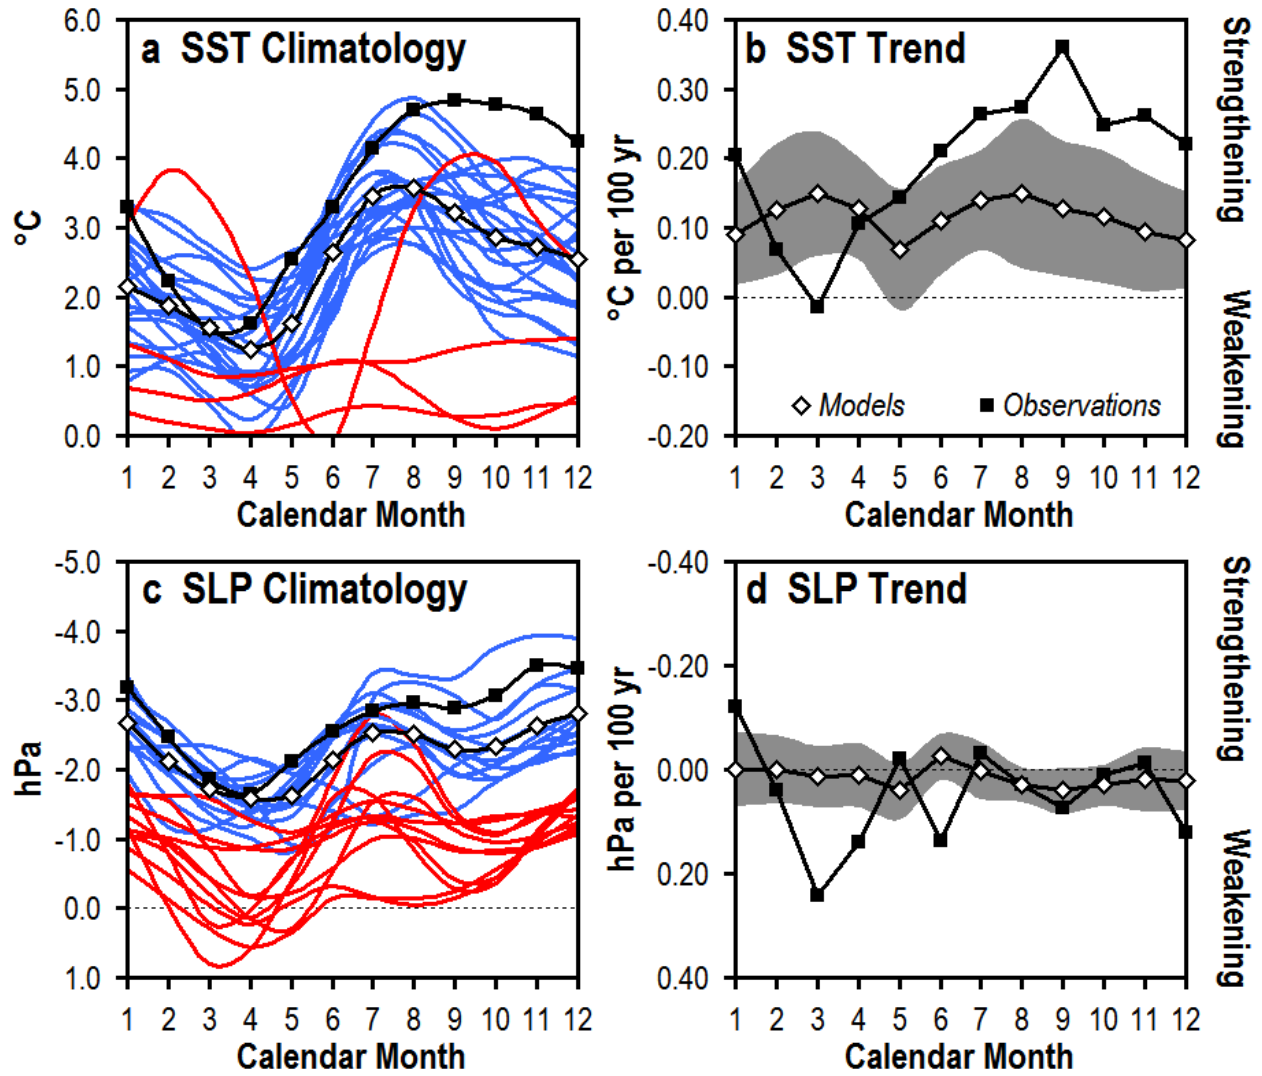 a SST Climatology
6.0
5.0
4.0
3.0
2.0
1.0
0.0
°C
1 2 3 4 5 6 7 8 9 10 11 12
Calendar Month
b SST Trend
0.40
0.30
0.20
0.10
0.00
-0.10
-0.20
°C per 100 yr
Models Observations
1 2 3 4 5 6 7 8 9 10 11 12
Calendar Month
Strengthening
Weakening
c SLP Climatology
-5.0
-4.0
-3.0
-2.0
-1.0
0.0
1.0
hPa
1 2 3 4 5 6 7 8 9 10 11 12
Calendar Month
d SLP Trend
-0.40
-0.20
0.00
0.20
0.40
hPa per 100 yr
1 2 3 4 5 6 7 8 9 10 11 12
Calendar Month
Strengthening
Weakening